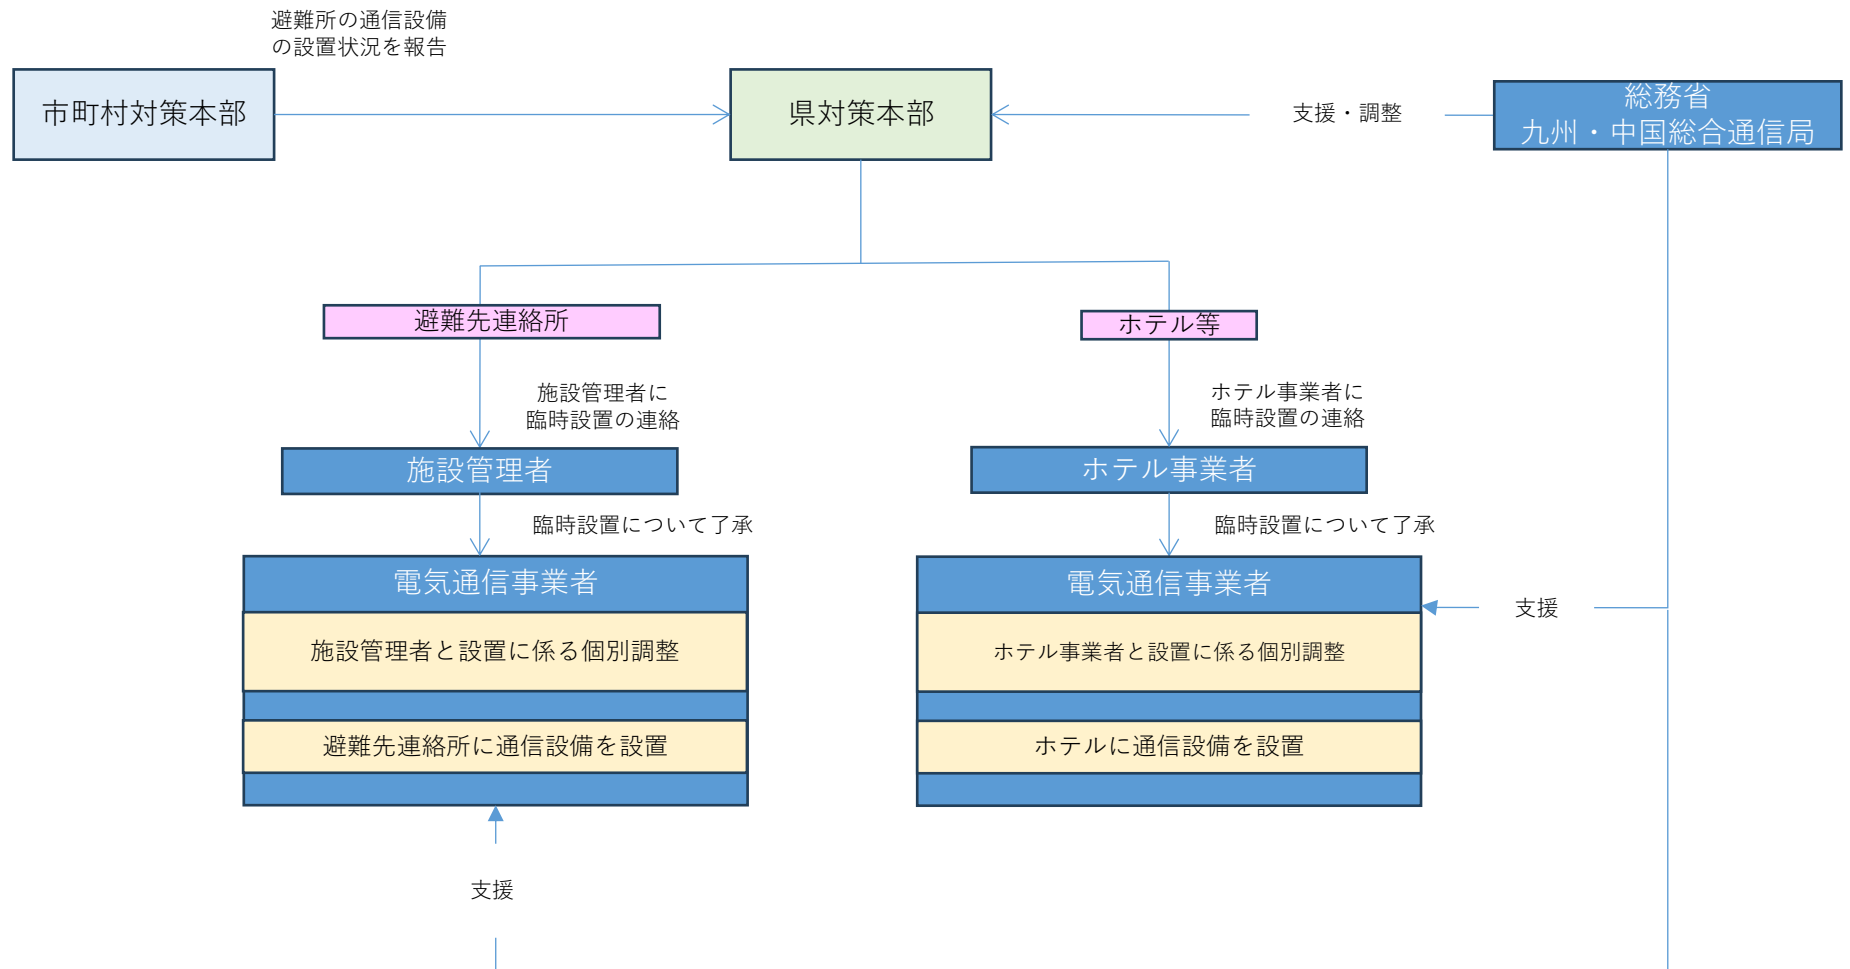 避難所の通信設備
の設置状況を報告
市町村対策本部
県対策本部
支援・調整
総務省
九州・中国総合通信局
避難先連絡所
ホテル等
施設管理者に
臨時設置の連絡
ホテル事業者に
臨時設置の連絡
施設管理者
ホテル事業者
臨時設置について了承
臨時設置について了承
電気通信事業者
電気通信事業者
支援
施設管理者と設置に係る個別調整
ホテル事業者と設置に係る個別調整
避難先連絡所に通信設備を設置
ホテルに通信設備を設置
支援